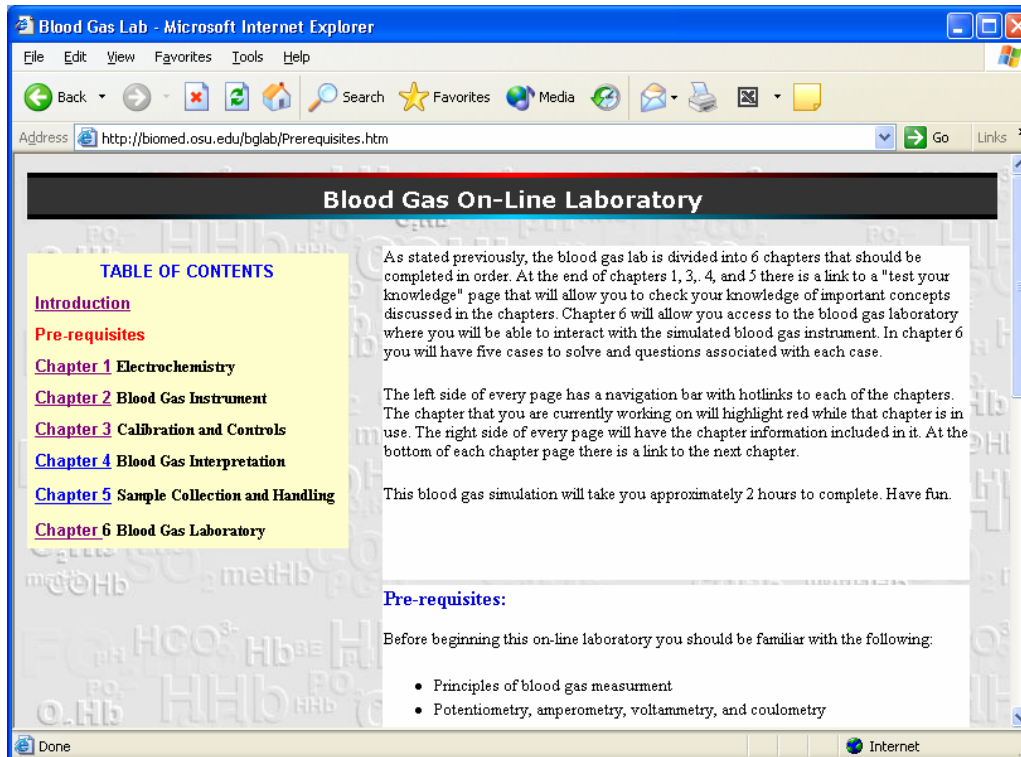 Blood Gas Lab - Microsoft Internet Explorer
File Edit View Favorites Tools Help
Back Search Favorites Media
Address http://biomed.osu.edu/bglab/Prerequisites.htm Go Links
Blood Gas On-Line Laboratory
TABLE OF CONTENTS
Introduction
Pre-requisites
Chapter 1 Electrochemistry
Chapter 2 Blood Gas Instrument
Chapter 3 Calibration and Controls
Chapter 4 Blood Gas Interpretation
Chapter 5 Sample Collection and Handling
Chapter 6 Blood Gas Laboratory
As stated previously, the blood gas lab is divided into 6 chapters that should be
completed in order. At the end of chapters 1, 3,. 4, and 5 there is a link to a "test your
knowledge" page that will allow you to check your knowledge of important concepts
discussed in the chapters. Chapter 6 will allow you access to the blood gas laboratory
where you will be able to interact with the simulated blood gas instrument. In chapter 6
you will have five cases to solve and questions associated with each case.
The left side of every page has a navigation bar with hotlinks to each of the chapters.
The chapter that you are currently working on will highlight red while that chapter is in
use. The right side of every page will have the chapter information included in it. At the
bottom of each chapter page there is a link to the next chapter.
This blood gas simulation will take you approximately 2 hours to complete. Have fun.
Pre-requisites:
Before beginning this on-line laboratory you should be familiar with the following:
• Principles of blood gas measurment
• Potentiometry, amperometry, voltammetry, and coulometry
metHb
HCO3-
Hb
BE
pH
PO2
O2Hb
HHb
Done Internet